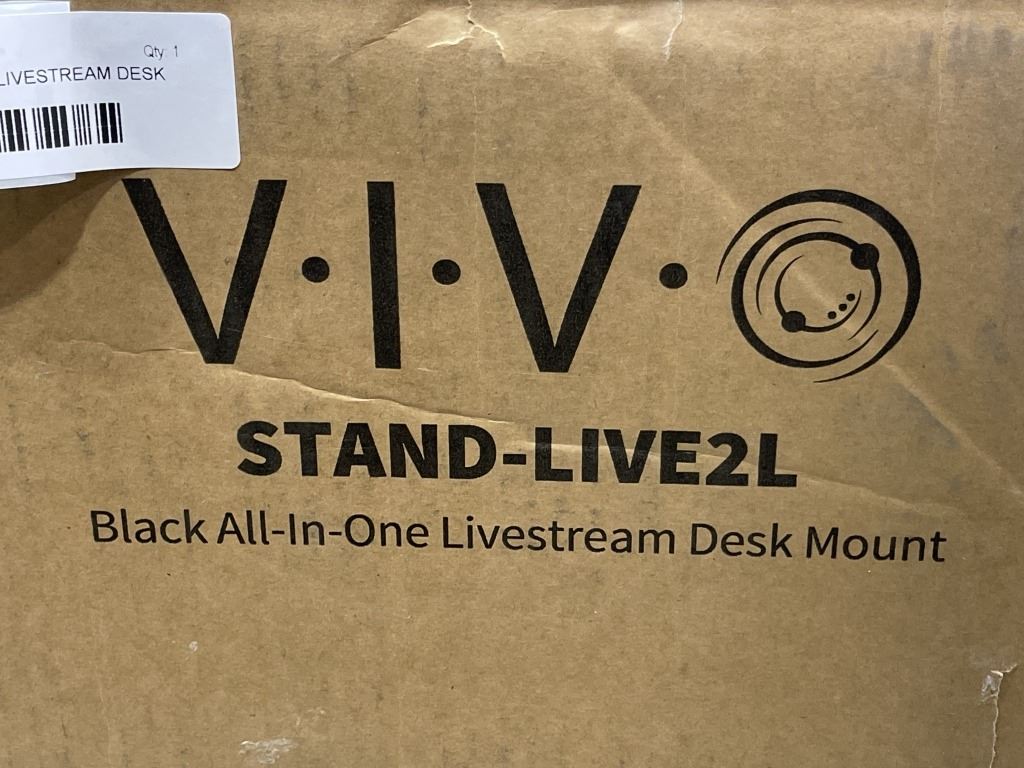 Qty: 1
LIVESTREAM DESK
V·I·V·O
STAND-LIVE2L
Black All-In-One Livestream Desk Mount